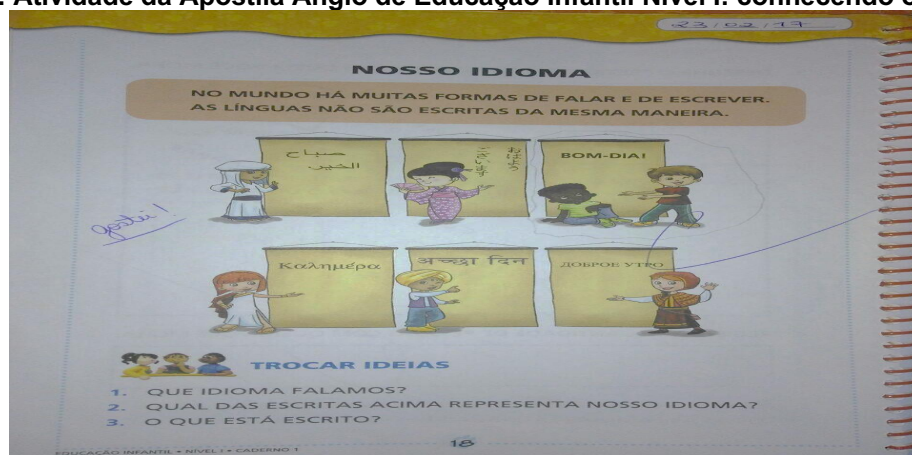 Atividade da Apostila Anglo de Educação Infantil Nível I:
23/02/17
NOSSO IDIOMA
NO MUNDO HÁ MUITAS FORMAS DE FALAR E DE ESCREVER.
AS LÍNGUAS NÃO SÃO ESCRITAS DA MESMA MANEIRA.
صباح
الخير
BOM-DIA!
gostei!
Καλημέρα
अच्छा दिन
ДОБРОЕ УТРО
TROCAR IDEIAS
1. QUE IDIOMA FALAMOS?
2. QUAL DAS ESCRITAS ACIMA REPRESENTA NOSSO IDIOMA?
3. O QUE ESTÁ ESCRITO?
18
EDUCAÇÃO INFANTIL • NÍVEL I • CADERNO 1